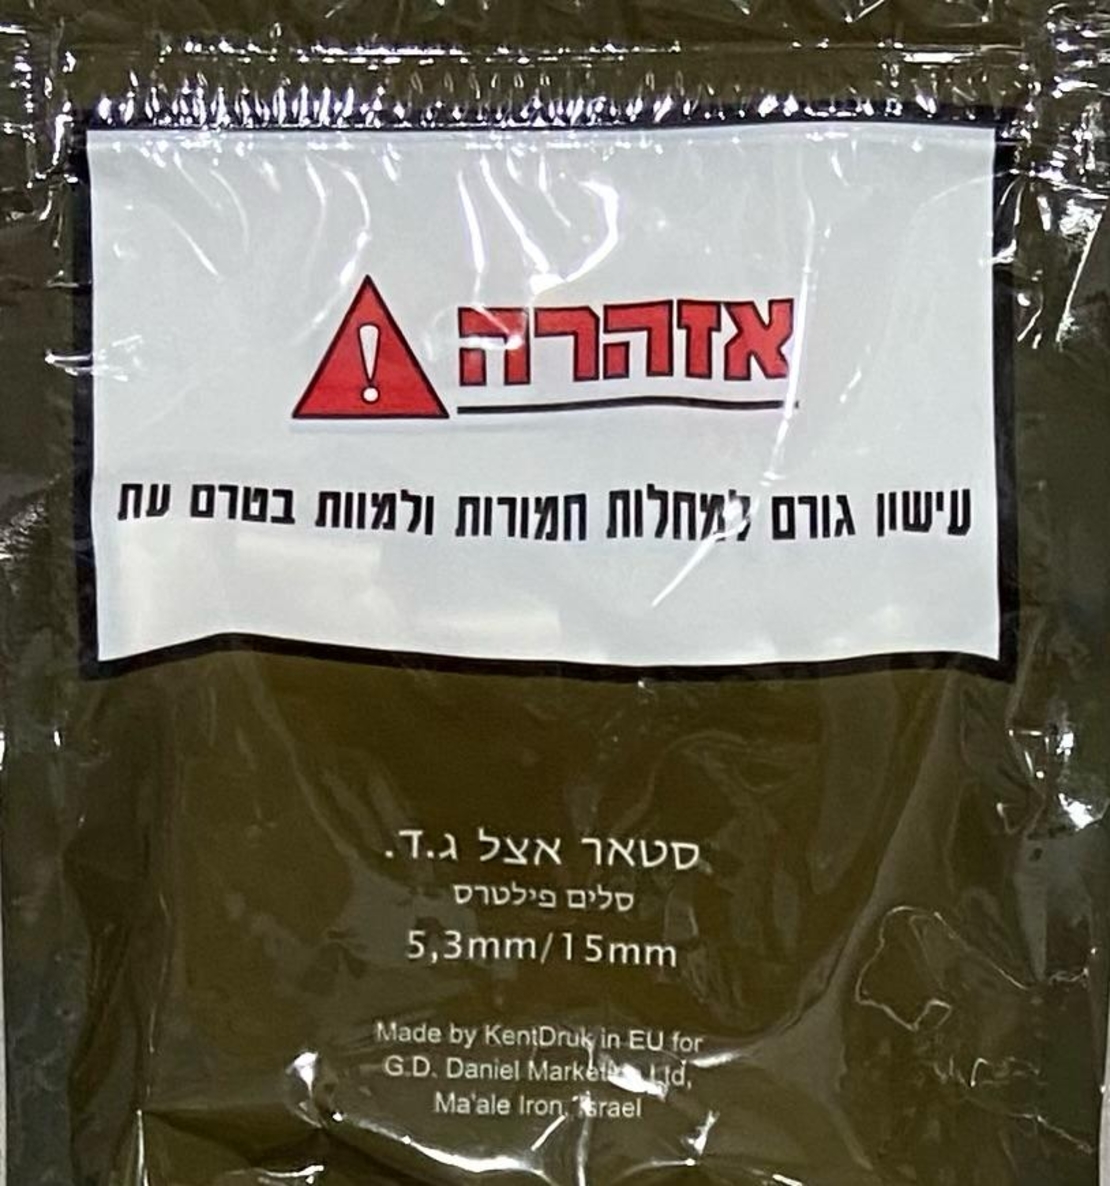 אזהרה
עישון גורם למחלות חמורות ולמוות בטרם עת
סטאר אצל ג.ד.
סלים פילטרס
5,3mm/15mm
Made by KentDruk in EU for
G.D. Daniel Marketing Ltd,
Ma'ale Iron, Israel